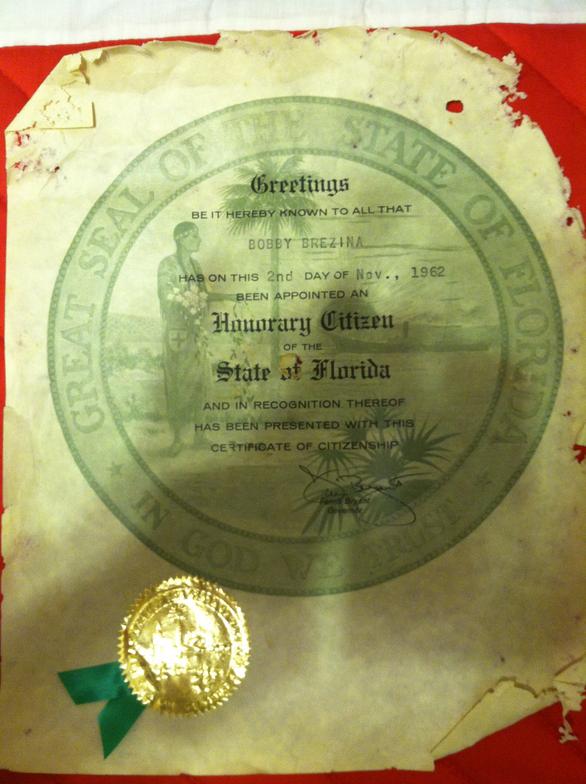 GREAT SEAL OF THE STATE OF FLORIDA
Greetings
BE IT HEREBY KNOWN TO ALL THAT
BOBBY BREZINA
HAS ON THIS 2nd DAY OF Nov., 1962
BEEN APPOINTED AN
Honorary Citizen
OF THE
State of Florida
AND IN RECOGNITION THEREOF
HAS BEEN PRESENTED WITH THIS
CERTIFICATE OF CITIZENSHIP
Farris Bryant
Governor
IN GOD WE TRUST